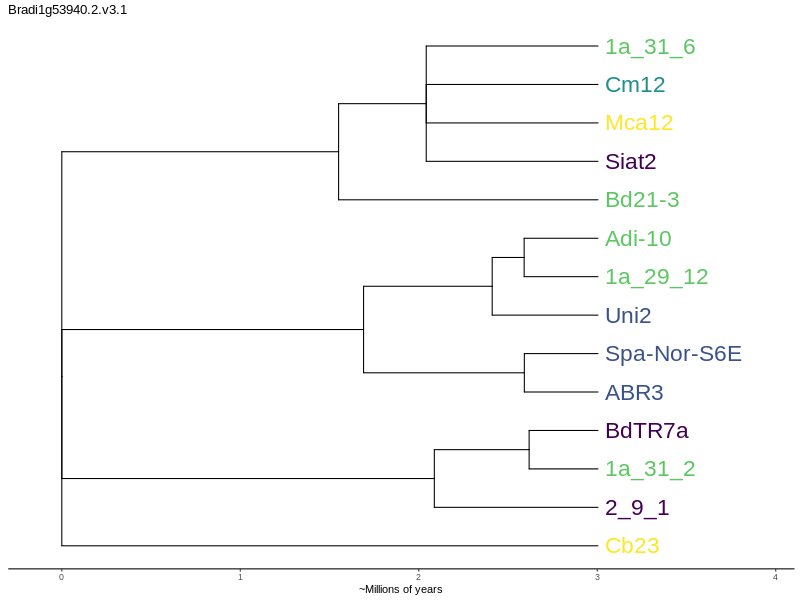 Bradi1g53940.2.v3.1
1a_31_6
Cm12
Mca12
Siat2
Bd21-3
Adi-10
1a_29_12
Uni2
Spa-Nor-S6E
ABR3
BdTR7a
1a_31_2
2_9_1
Cb23
0 1 2 3 4
~Millions of years